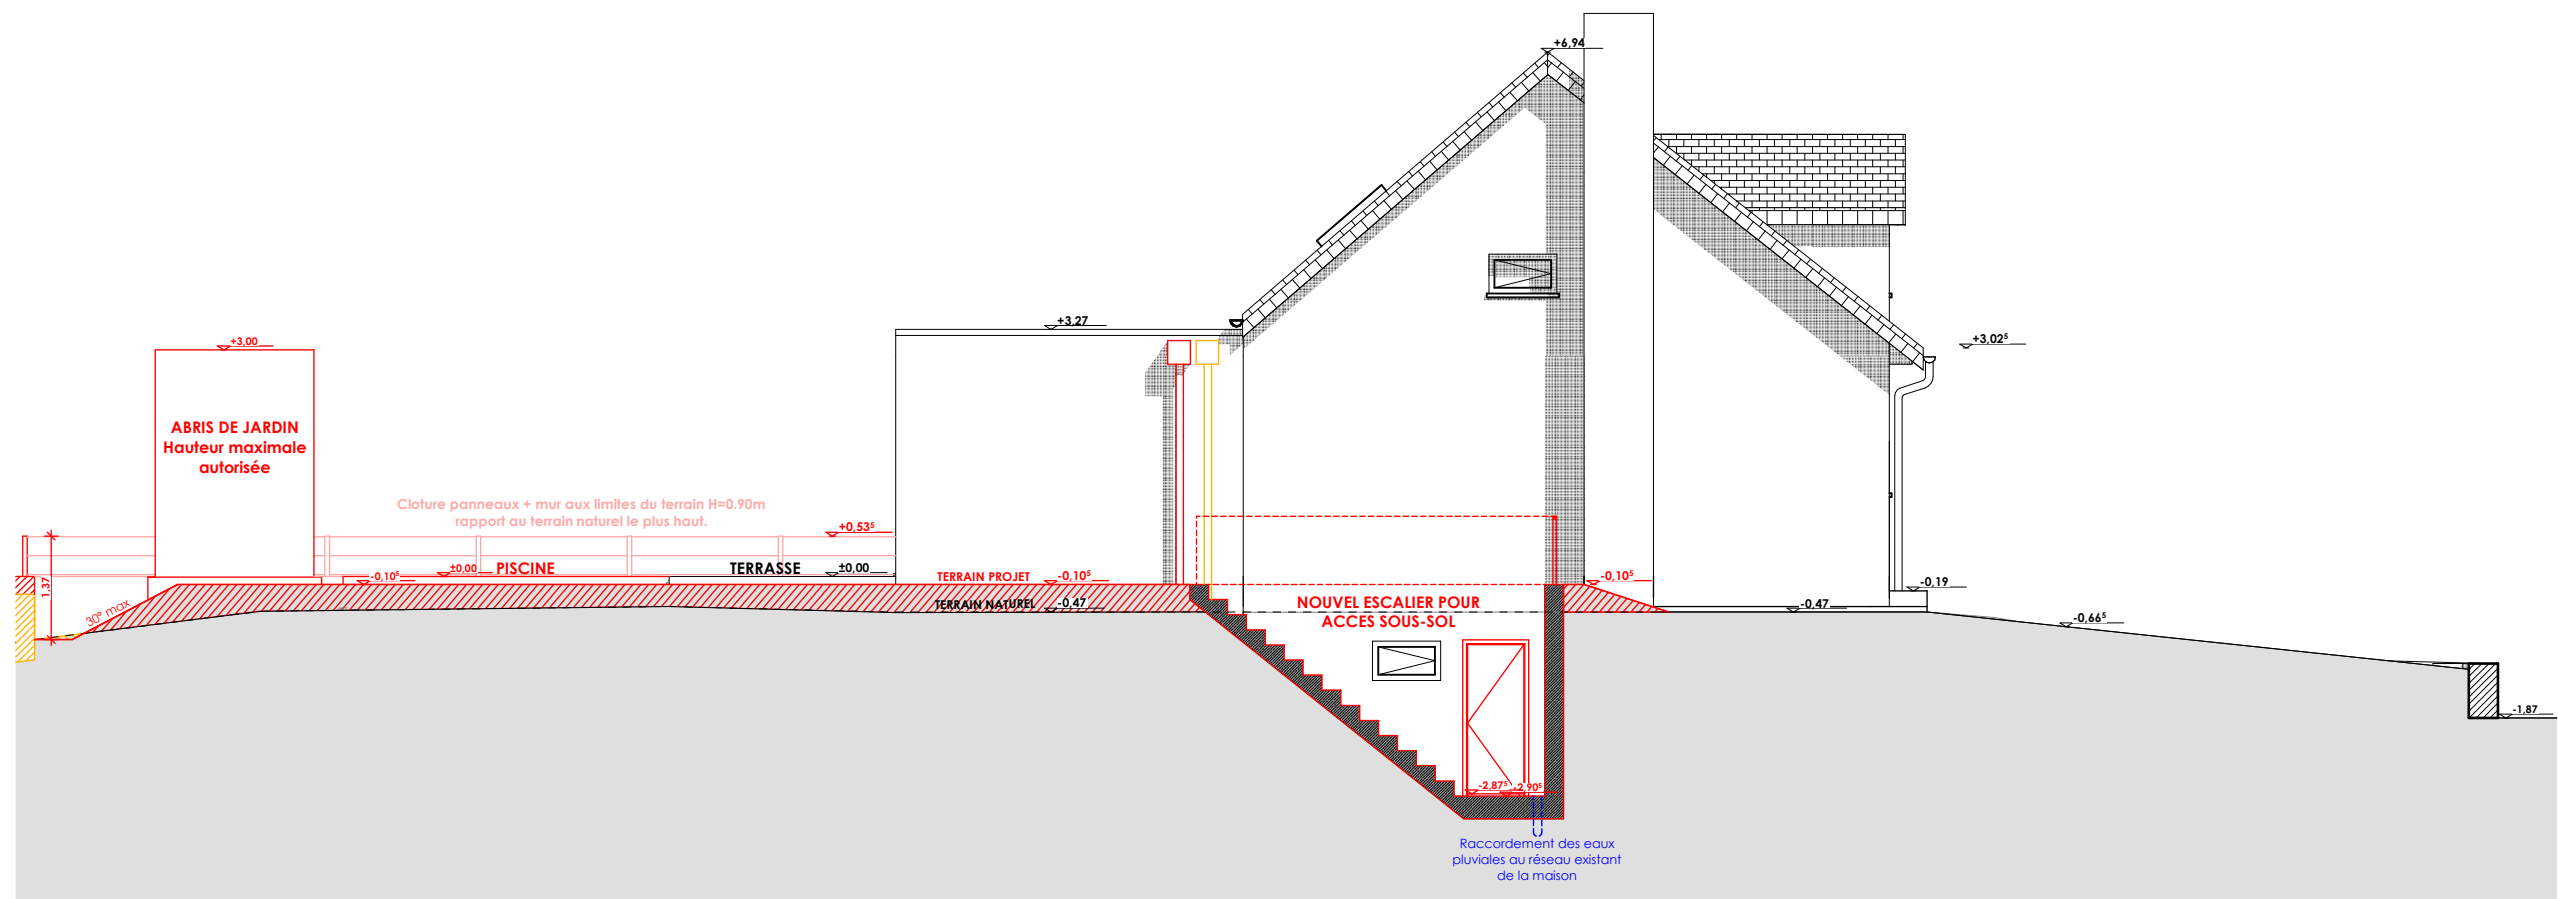 +6,94
+3,27
+3,02⁵
+3,00
ABRIS DE JARDIN
Hauteur maximale
autorisée
Cloture panneaux + mur aux limites du terrain H=0.90m
rapport au terrain naturel le plus haut.
+0,53⁵
1,37
30° max
-0,10⁵
±0,00
PISCINE
TERRASSE
±0,00
TERRAIN PROJET
-0,10⁵
TERRAIN NATUREL
-0,47
NOUVEL ESCALIER POUR
ACCES SOUS-SOL
-0,10⁵
-0,47
-0,19
-0,66⁵
-1,87
-2,87⁵
-2,90⁵
Raccordement des eaux
pluviales au réseau existant
de la maison